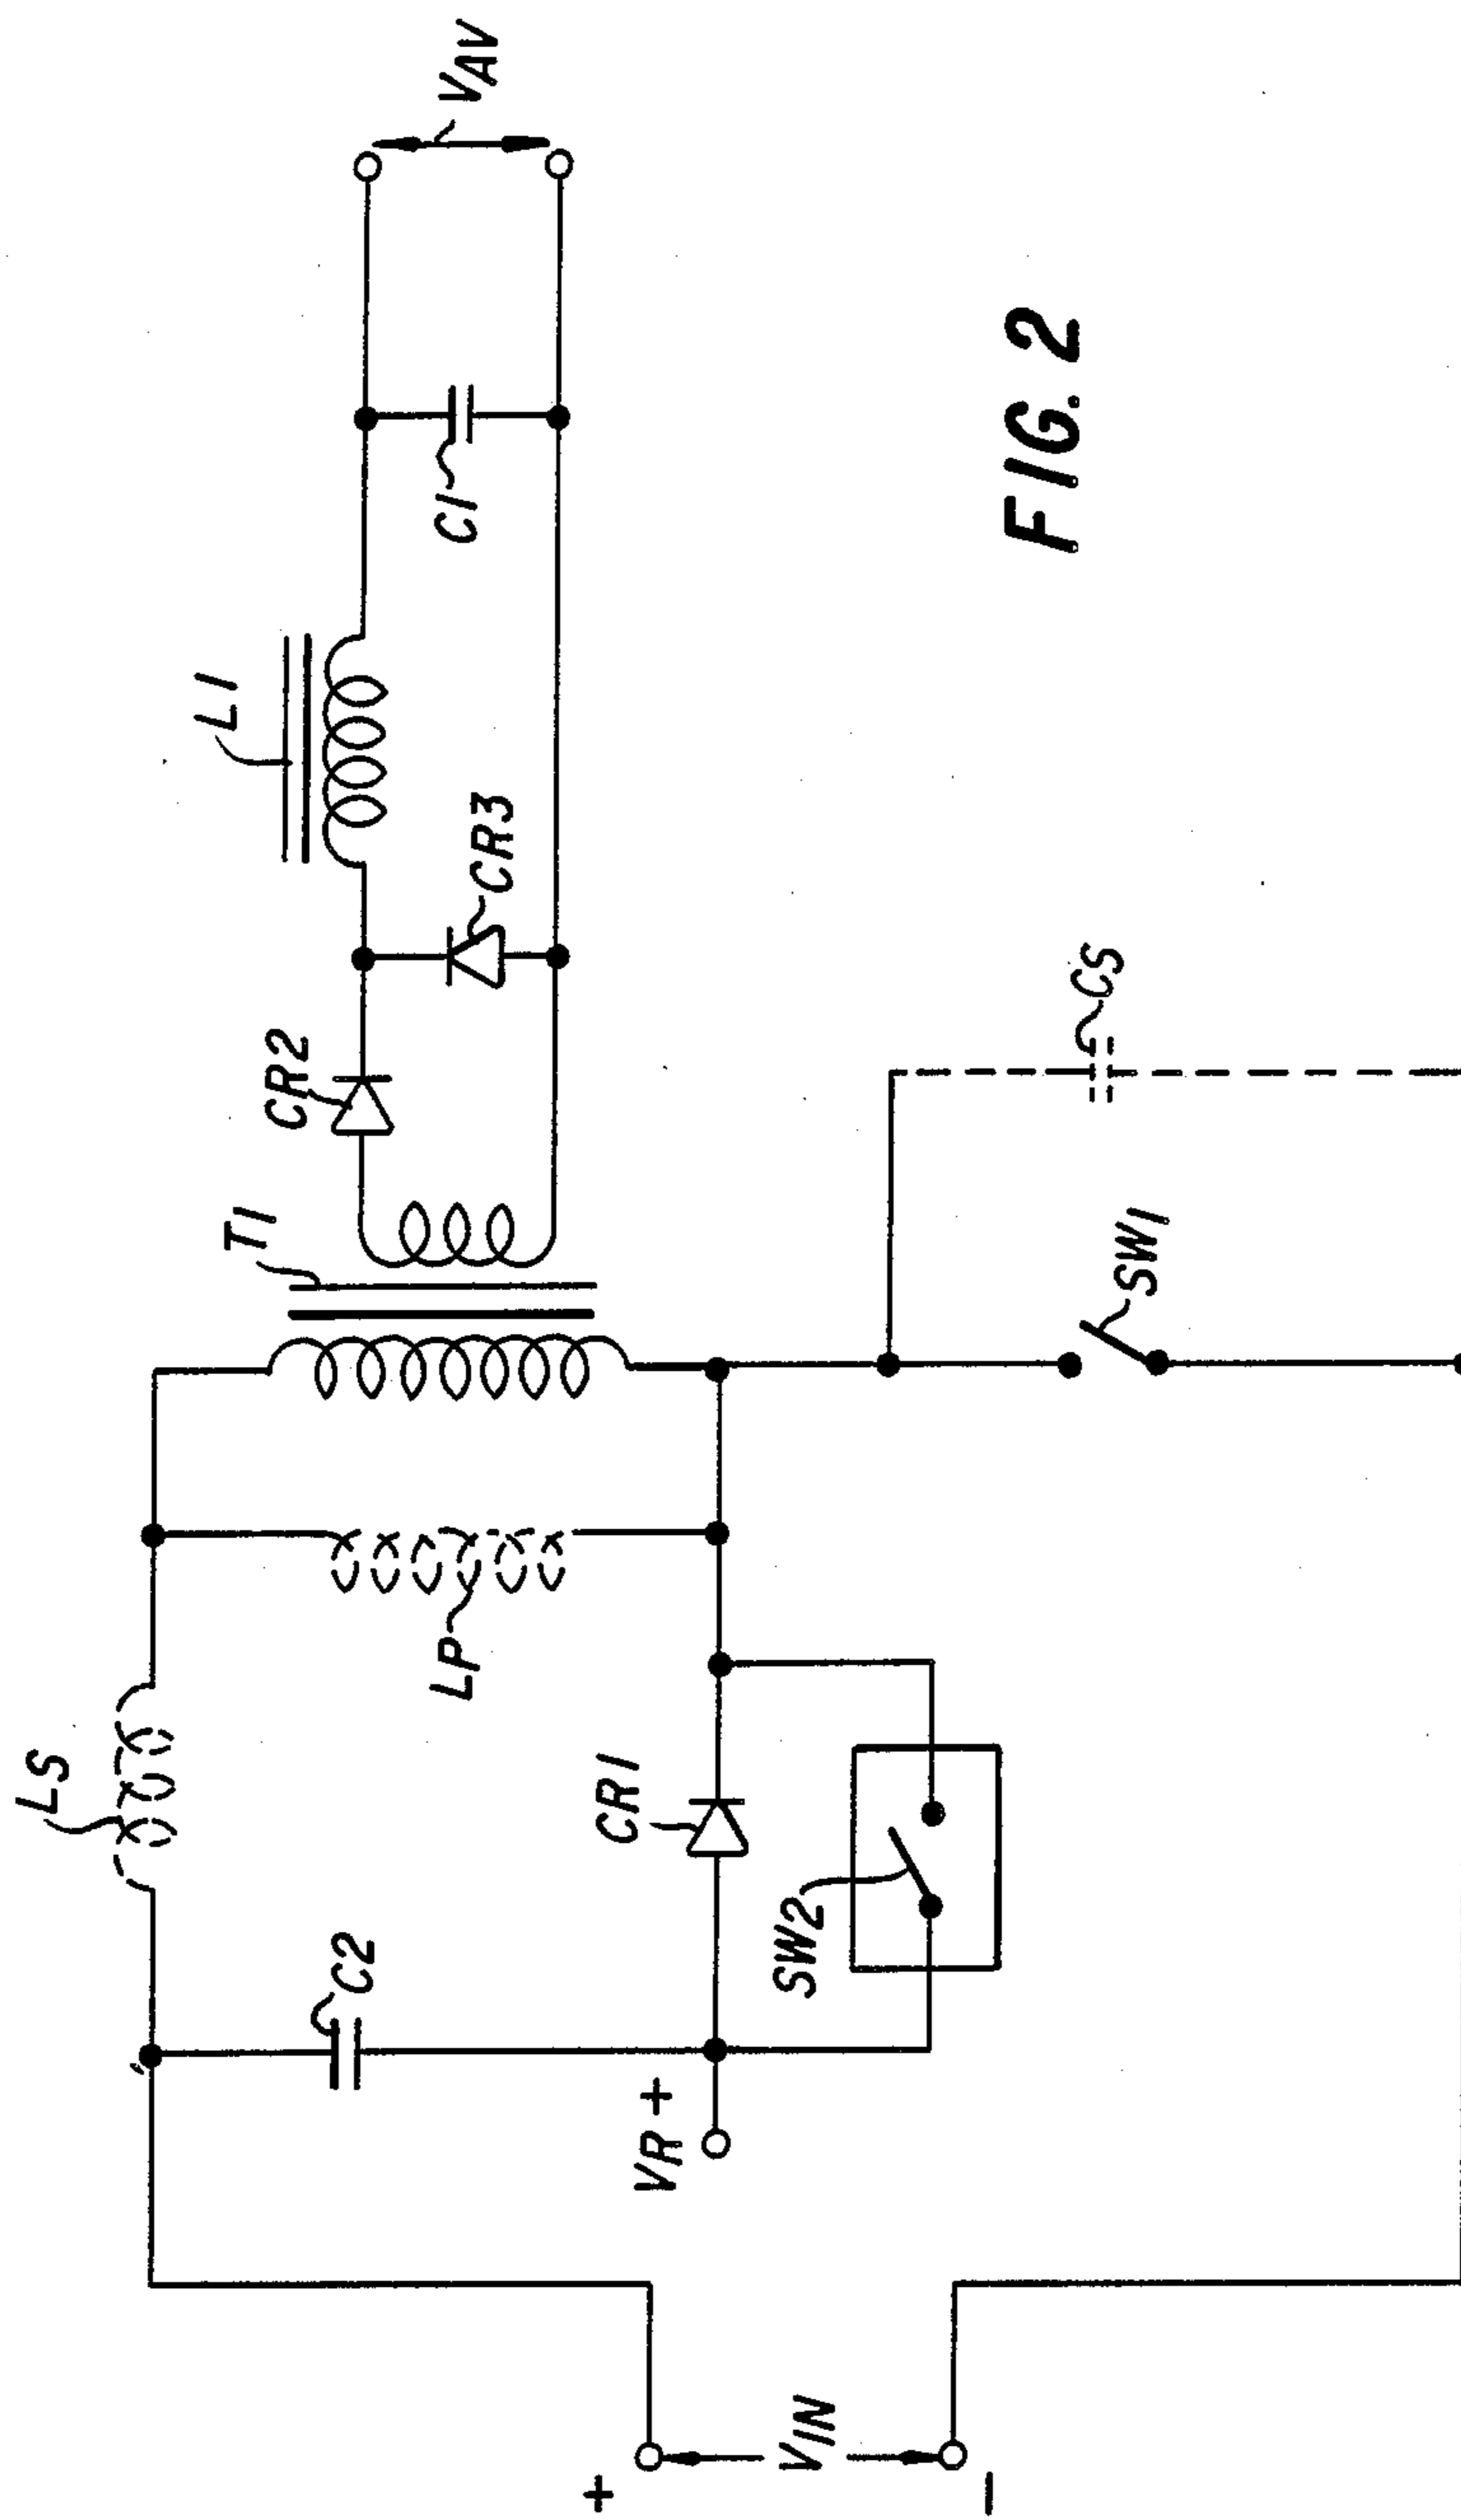 LS
T1
L1
CR2
C2
LP
CR3
C1
VAV
CR1
VR +
SW2
+
VIN
−
SW1
CS
FIG. 2